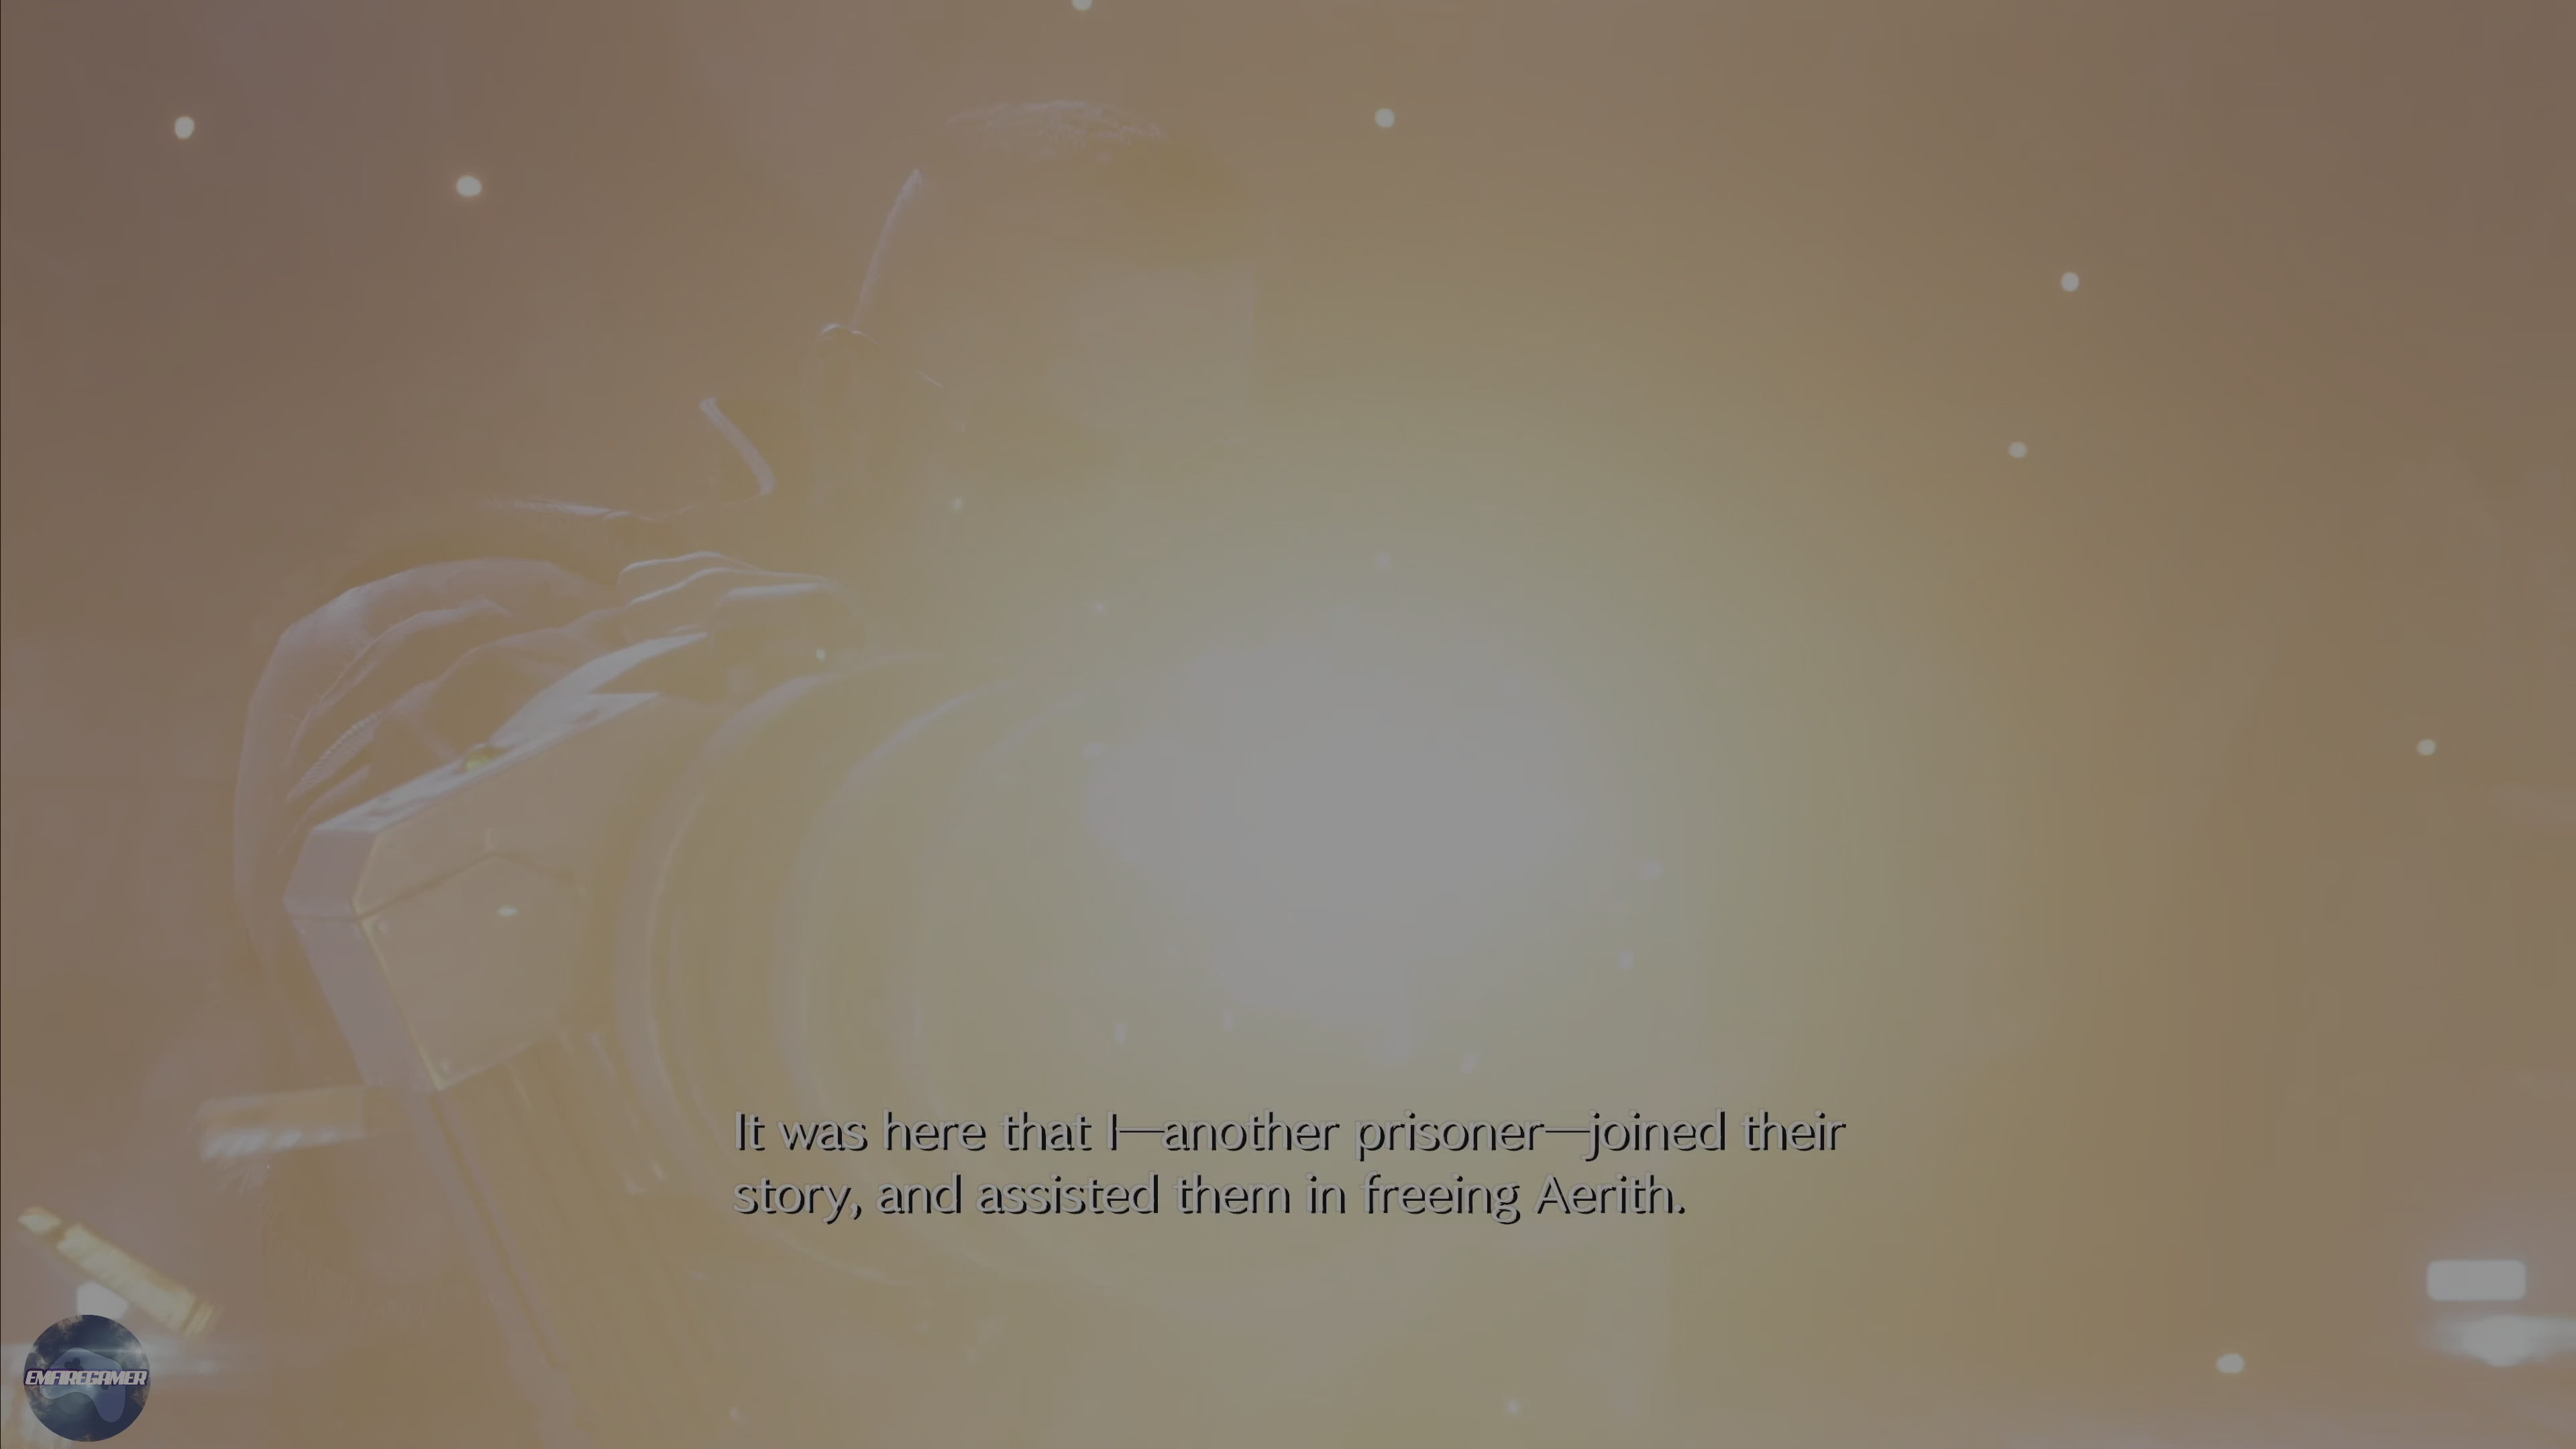 It was here that I—another prisoner—joined their
story, and assisted them in freeing Aerith.
EMFIREGAMER